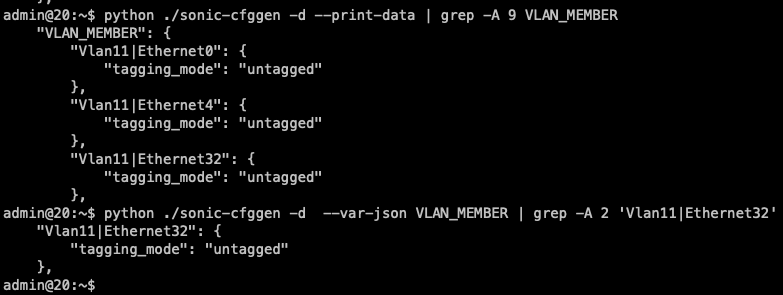 admin@20:~$ python ./sonic-cfggen -d --print-data | grep -A 9 VLAN_MEMBER
    "VLAN_MEMBER": {
        "Vlan11|Ethernet0": {
            "tagging_mode": "untagged"
        },
        "Vlan11|Ethernet4": {
            "tagging_mode": "untagged"
        },
        "Vlan11|Ethernet32": {
            "tagging_mode": "untagged"
        },
admin@20:~$ python ./sonic-cfggen -d  --var-json VLAN_MEMBER | grep -A 2 'Vlan11|Ethernet32'
    "Vlan11|Ethernet32": {
        "tagging_mode": "untagged"
    },
admin@20:~$